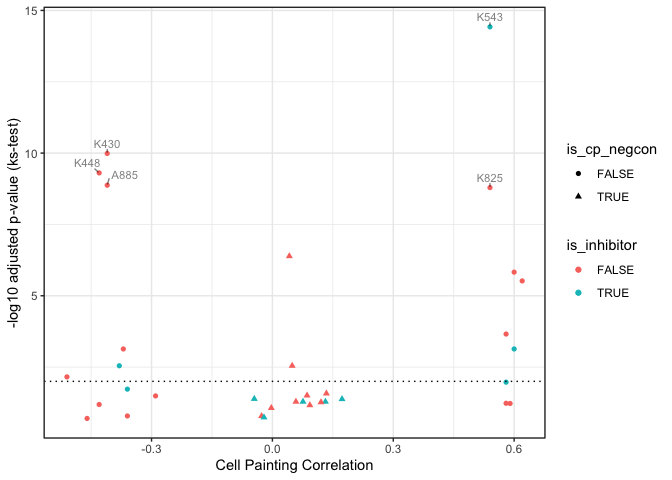 15
10
5
-log10 adjusted p-value (ks-test)
K543
K430
K448
A885
K825
-0.3
0.0
0.3
0.6
Cell Painting Correlation
is_cp_negcon
FALSE
TRUE
is_inhibitor
FALSE
TRUE